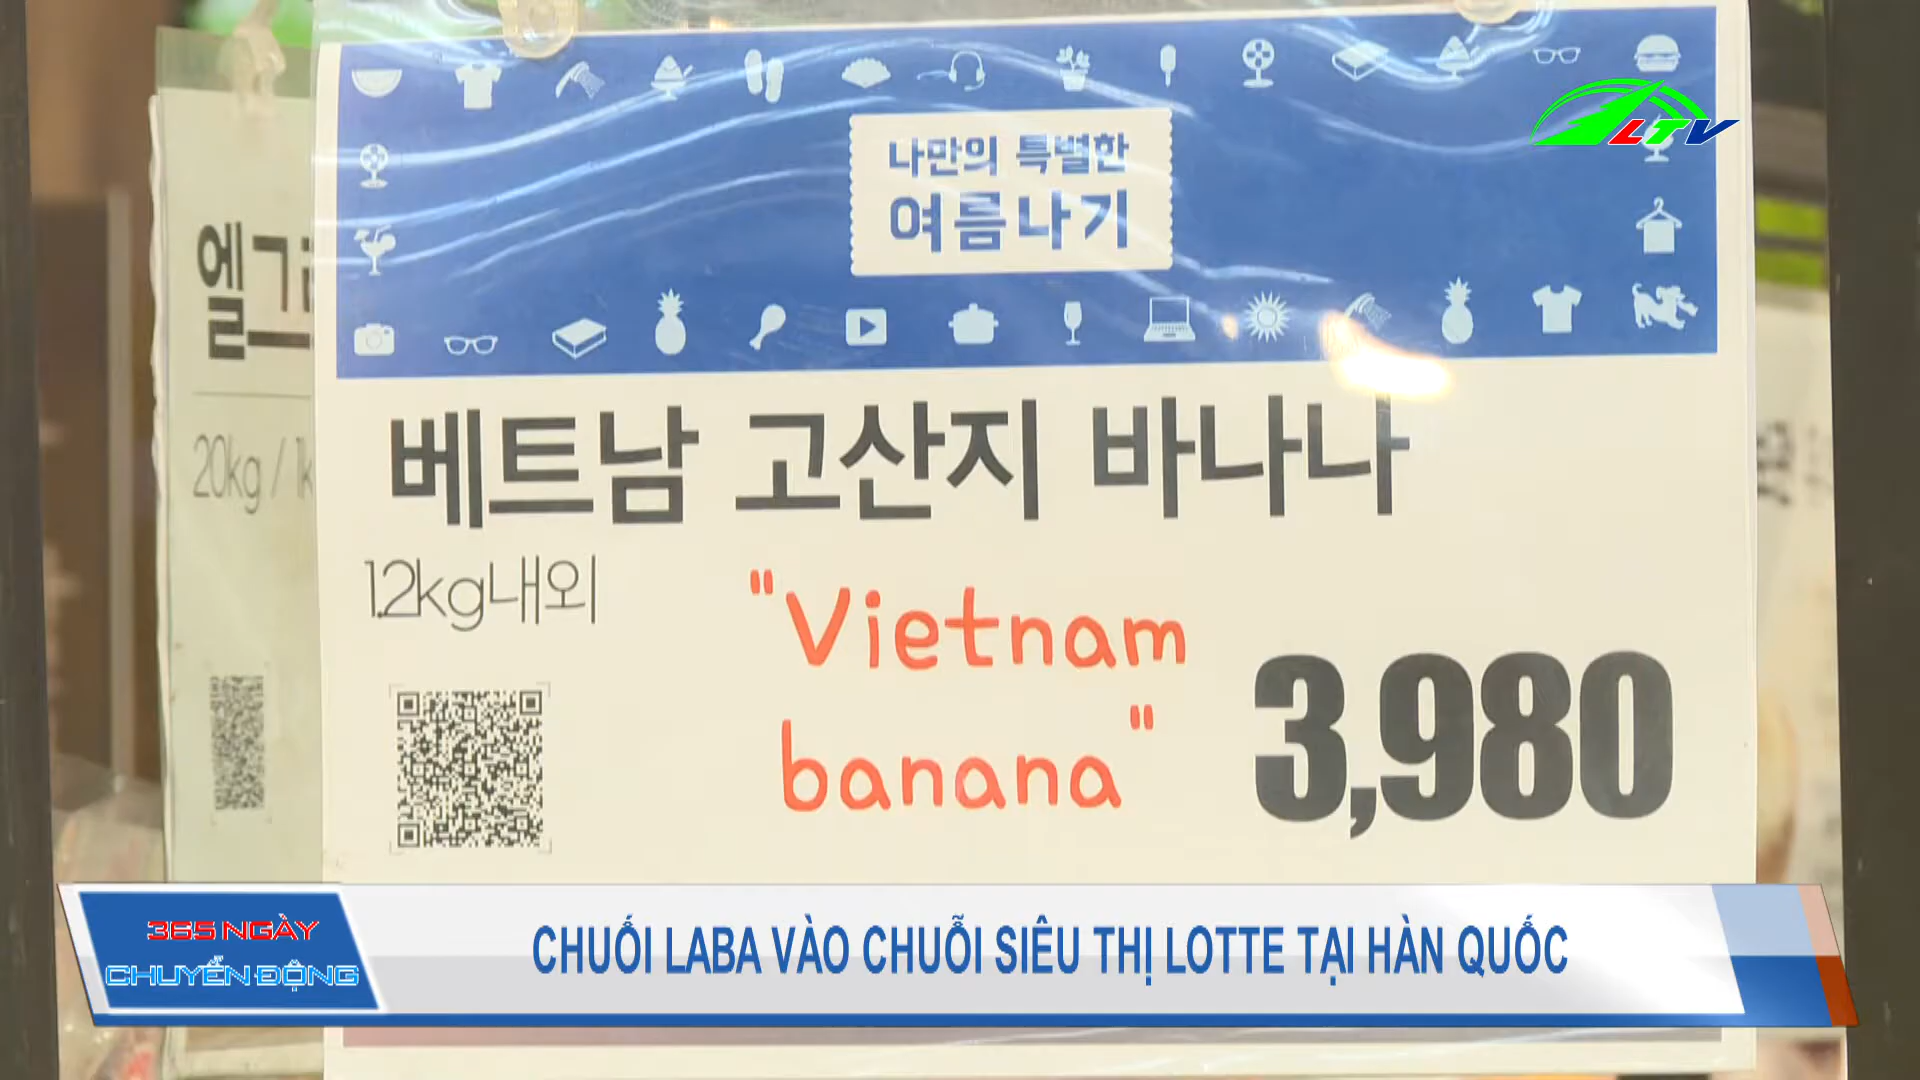 LTV
나만의 특별한
여름나기
엘그
20kg / 1k
베트남 고산지 바나나
1.2kg내외
"Vietnam
banana"
3,980
365 NGÀY
CHUYỂN ĐỘNG
CHUỐI LABA VÀO CHUỖI SIÊU THỊ LOTTE TẠI HÀN QUỐC